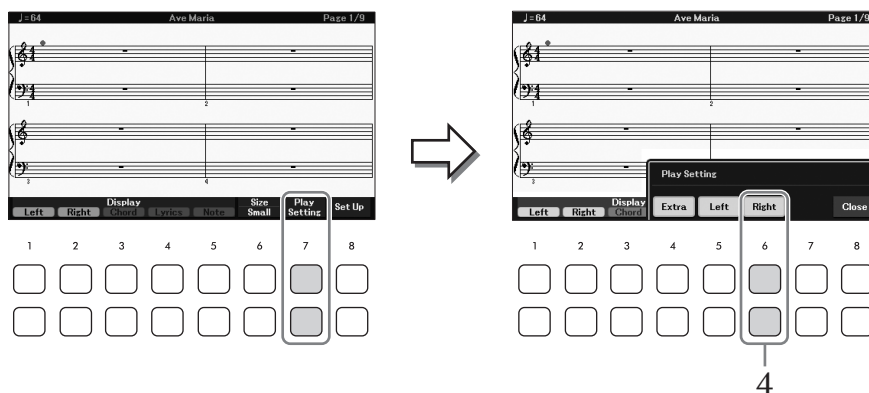 ♩=64 Ave Maria Page 1/9
1 2
3 4
Display Size Play
Left Right Chord Lyrics Note Small Setting Set Up
1 2 3 4 5 6 7 8
♩=64 Ave Maria Page 1/9
1 2
3
Play Setting
Display
Left Right Chord Extra Left Right Close
1 2 3 4 5 6 7 8
4